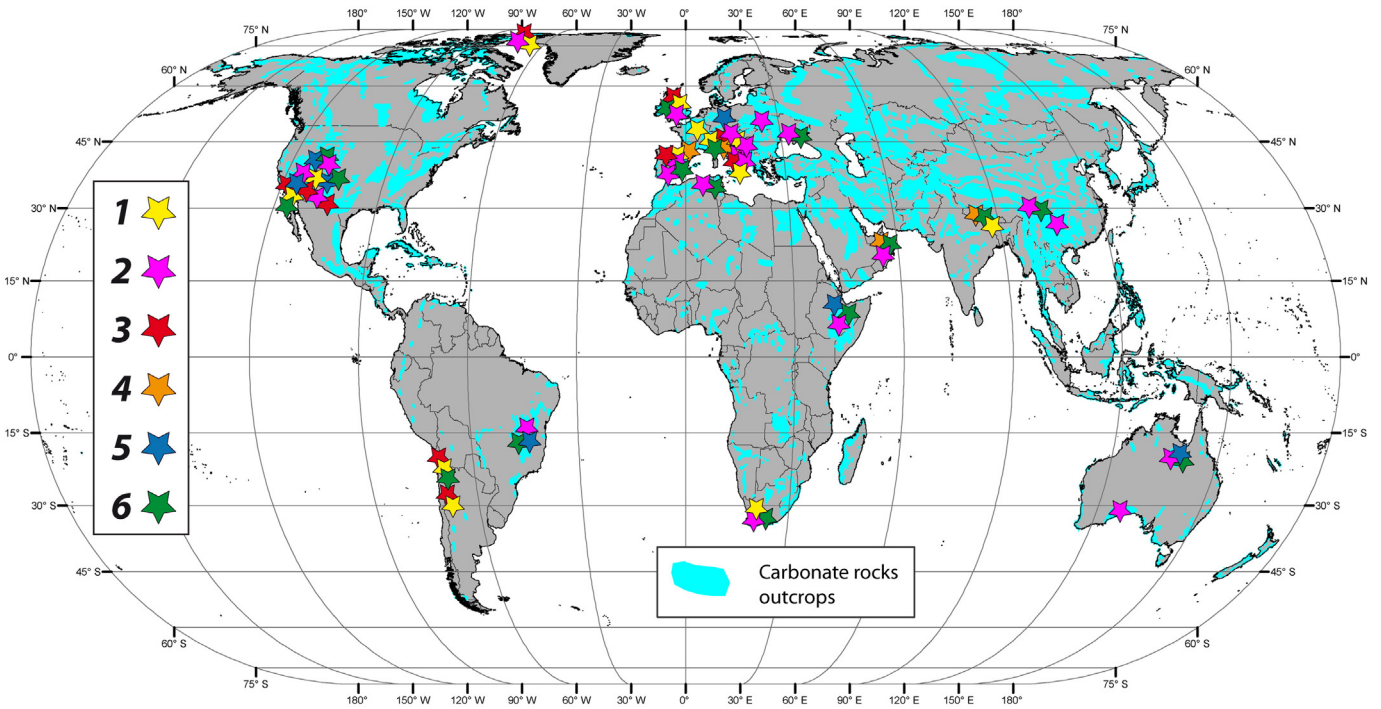 180° 150° W 120° W 90° W 60° W 30° W 0° 30° E 60° E 90° E 120° E 150° E 180°
75° N 75° N
60° N 60° N
45° N 45° N
30° N 30° N
15° N 15° N
0° 0°
15° S 15° S
30° S 30° S
45° S 45° S
60° S 60° S
75° S 75° S
180° 150° W 120° W 90° W 60° W 30° W 0° 30° E 60° E 90° E 120° E 150° E 180°
1
2
3
4
5
6
Carbonate rocks
outcrops